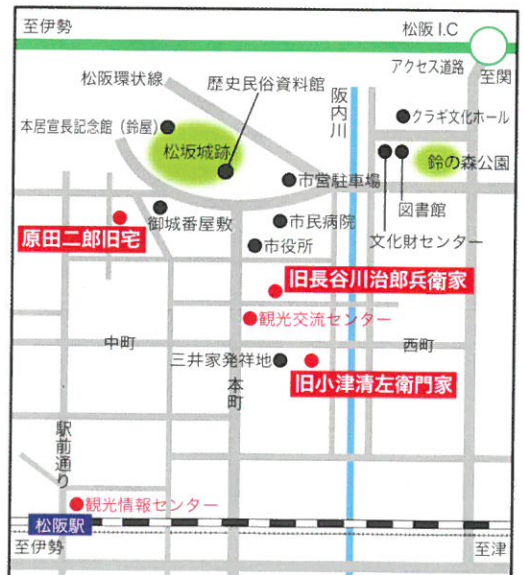 至伊勢
松阪 I.C
アクセス道路
至関
松阪環状線
歴史民俗資料館
阪内川
クラギ文化ホール
本居宣長記念館(鈴屋)
松坂城跡
鈴の森公園
市営駐車場
図書館
御城番屋敷
市民病院
文化財センター
原田二郎旧宅
市役所
旧長谷川治郎兵衛家
観光交流センター
中町
西町
三井家発祥地
本町
旧小津清左衛門家
駅前通り
観光情報センター
松阪駅
至伊勢
至津